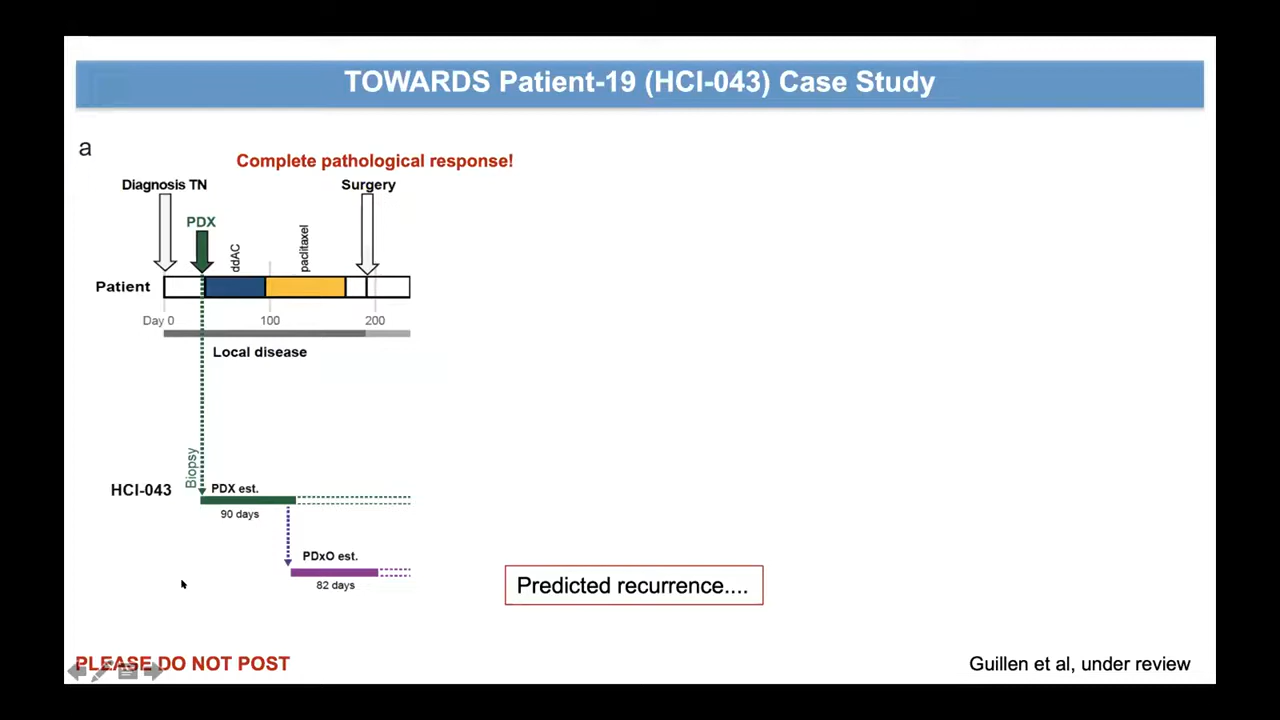 TOWARDS Patient-19 (HCI-043) Case Study
a
Complete pathological response!
Diagnosis TN
Surgery
PDX
ddAC
paclitaxel
Patient
Day 0
100
200
Local disease
Biopsy
HCI-043
PDX est.
90 days
PDxO est.
82 days
Predicted recurrence....
PLEASE DO NOT POST
Guillen et al, under review